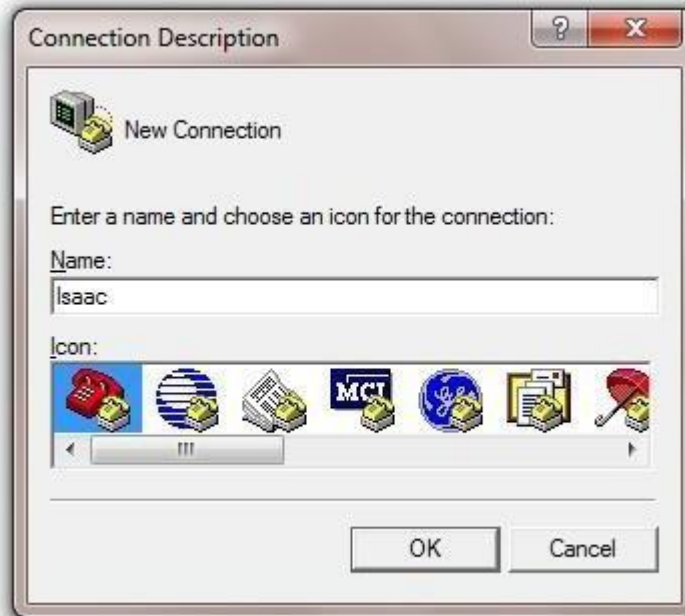 Connection Description
New Connection
Enter a name and choose an icon for the connection:
Name:
Isaac
Icon:
MCI
OK
Cancel